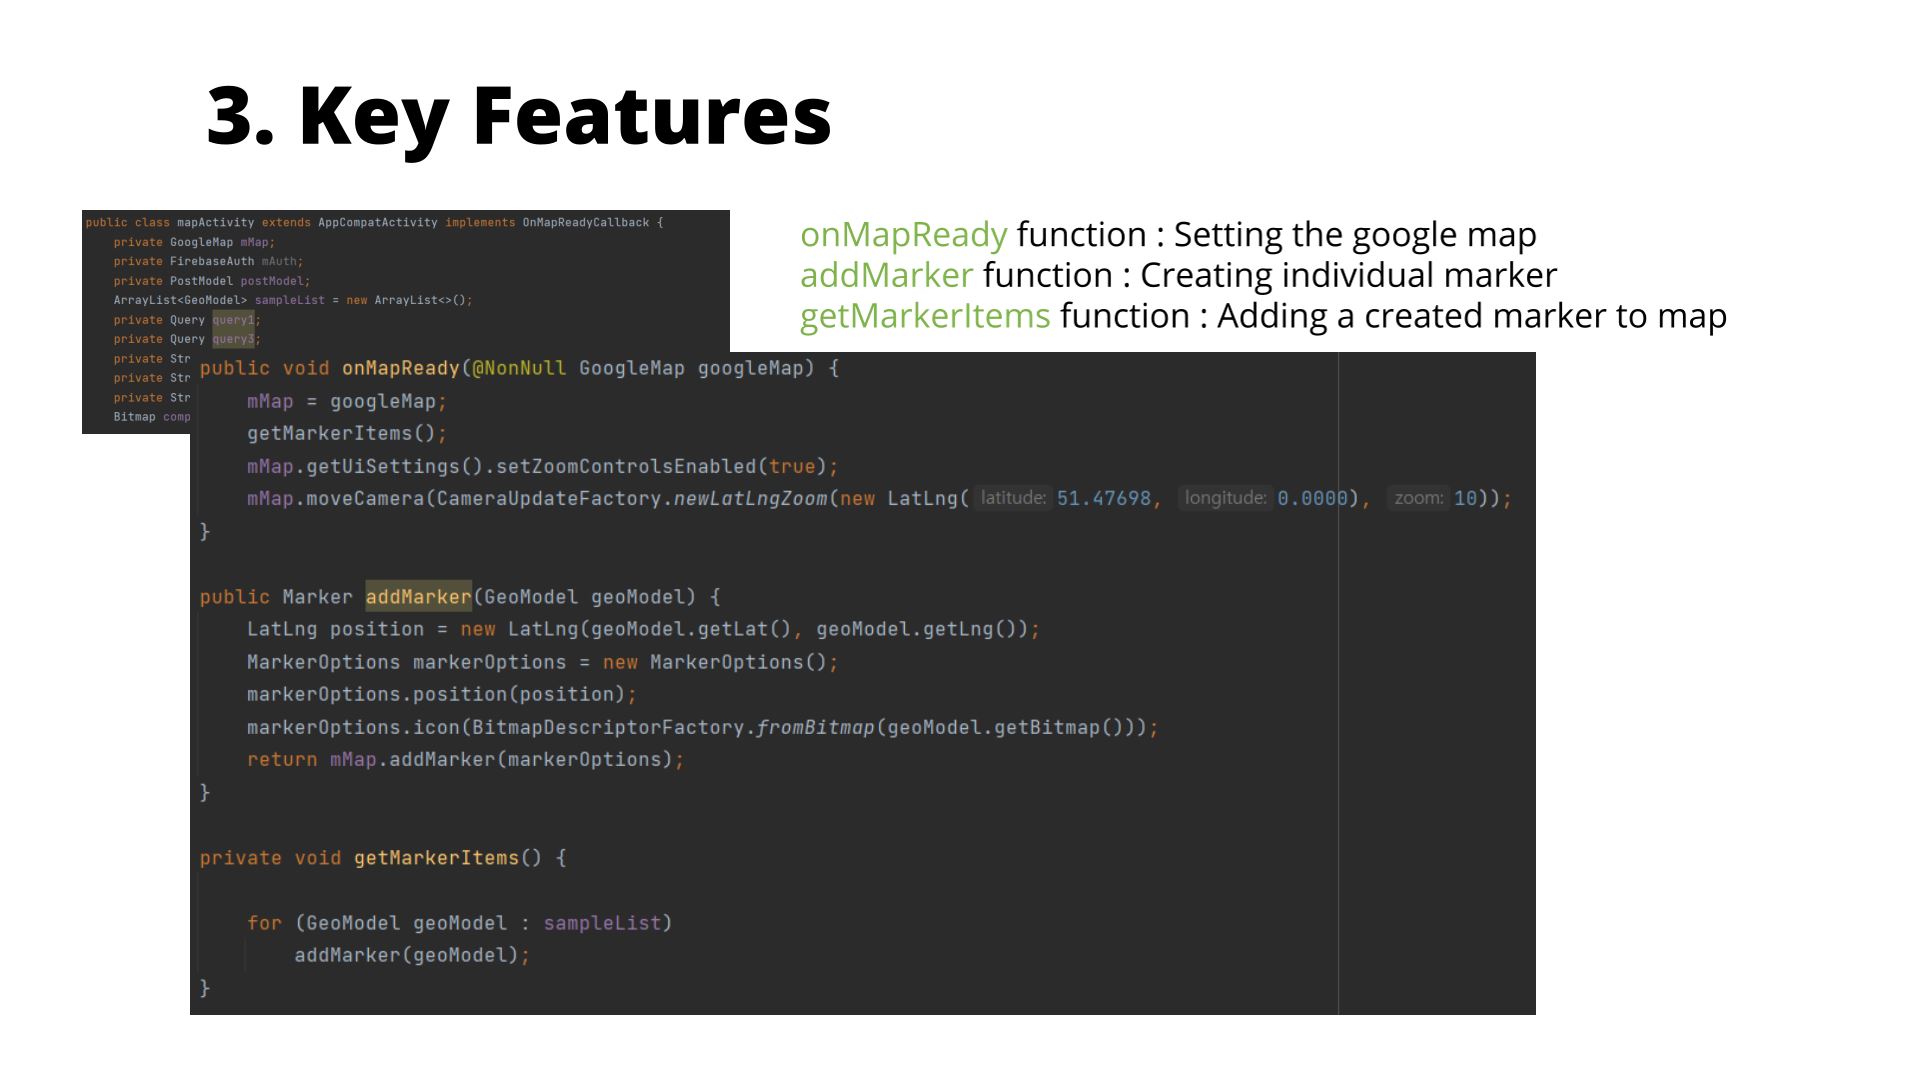 3. Key Features
public class mapActivity extends AppCompatActivity implements OnMapReadyCallback {
private GoogleMap mMap;
private FirebaseAuth mAuth;
private PostModel postModel;
ArrayList<GeoModel> sampleList = new ArrayList<>();
private Query query1;
private Query query3;
private Str
private Str
private Str
Bitmap comp
onMapReady function : Setting the google map
addMarker function : Creating individual marker
getMarkerItems function : Adding a created marker to map
public void onMapReady(@NonNull GoogleMap googleMap) {
mMap = googleMap;
getMarkerItems();
mMap.getUiSettings().setZoomControlsEnabled(true);
mMap.moveCamera(CameraUpdateFactory.newLatLngZoom(new LatLng( latitude: 51.47698, longitude: 0.0000), zoom: 10));
}
public Marker addMarker(GeoModel geoModel) {
LatLng position = new LatLng(geoModel.getLat(), geoModel.getLng());
MarkerOptions markerOptions = new MarkerOptions();
markerOptions.position(position);
markerOptions.icon(BitmapDescriptorFactory.fromBitmap(geoModel.getBitmap()));
return mMap.addMarker(markerOptions);
}
private void getMarkerItems() {
for (GeoModel geoModel : sampleList)
addMarker(geoModel);
}